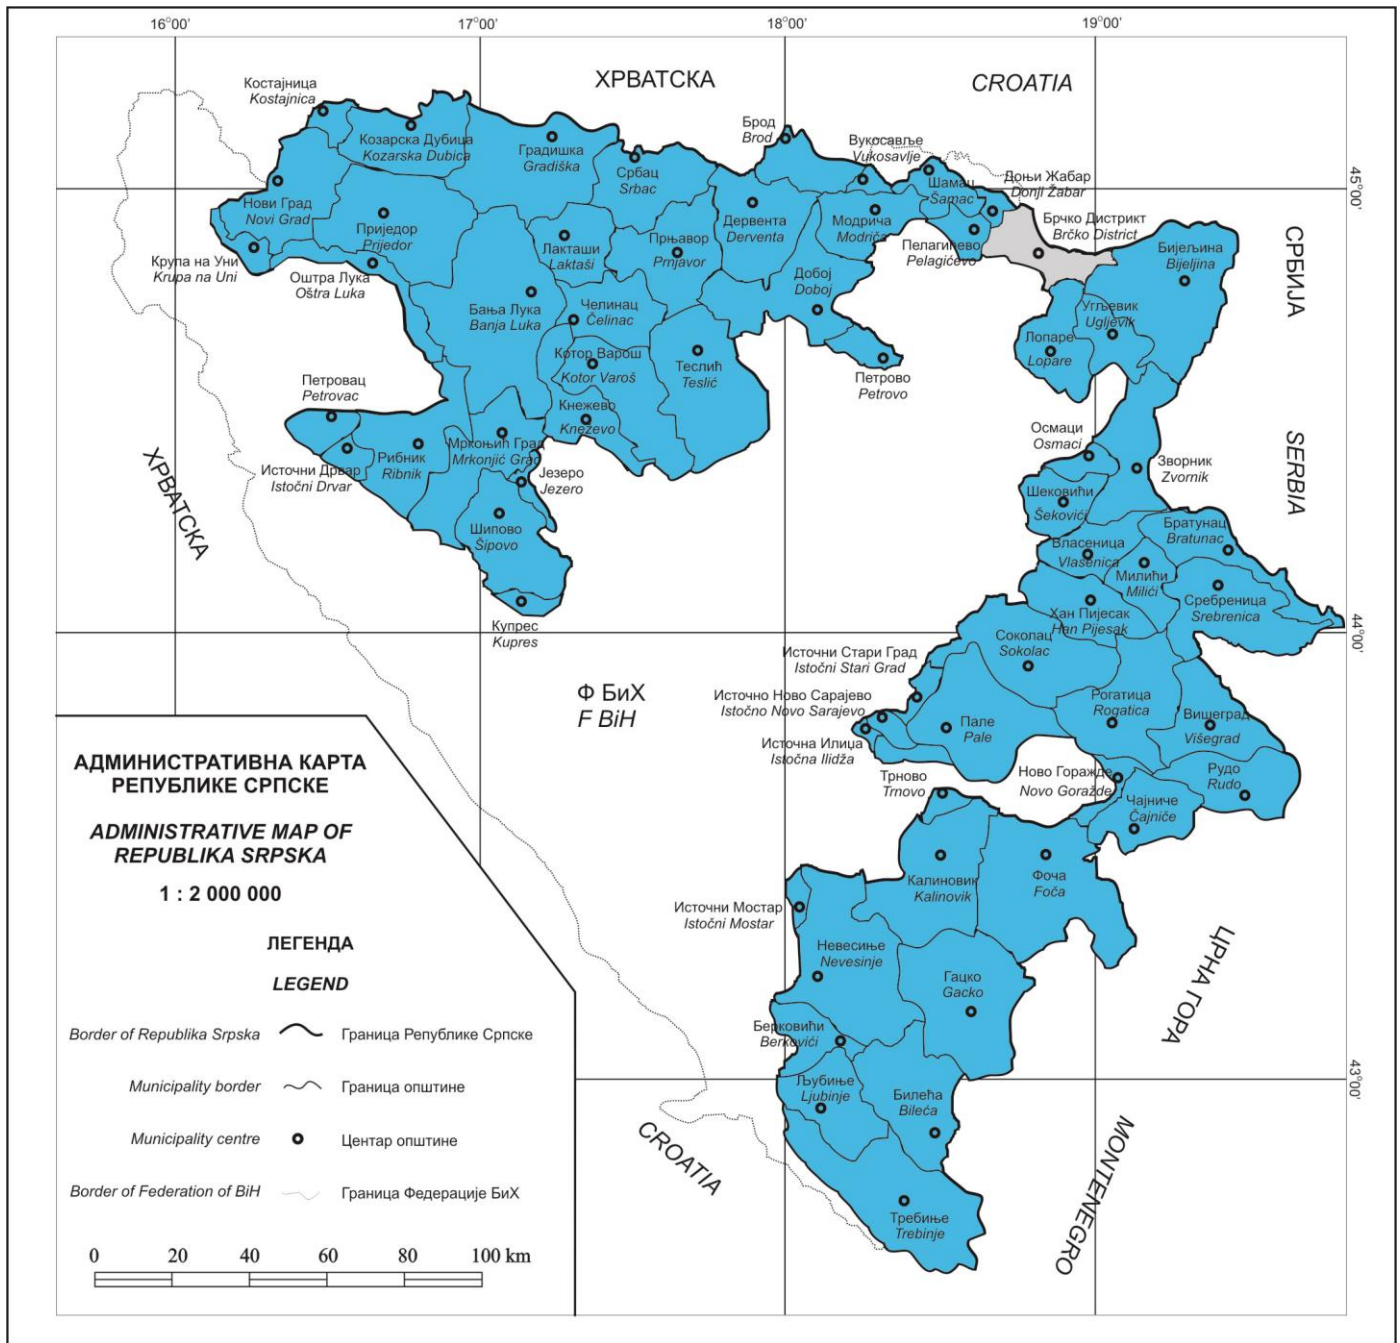 16°00'
17°00'
18°00'
19°00'
ХРВАТСКА
CROATIA
Костајница
Kostajnica
Козарска Дубица
Kozarska Dubica
Градишка
Gradiška
Србац
Srbac
Брод
Brod
Вукосавље
Vukosavlje
Шамац
Šamac
Доњи Жабар
Donji Žabar
45°00'
Нови Град
Novi Grad
Приједор
Prijedor
Лакташи
Laktaši
Прњавор
Prnjavor
Дервента
Derventa
Модрича
Modriča
Пелагићево
Pelagićevo
Брчко Дистрикт
Brčko District
Бијељина
Bijeljina
СРБИЈА
Крупа на Уни
Krupa na Uni
Оштра Лука
Oštra Luka
Бања Лука
Banja Luka
Челинац
Čelinac
Добој
Doboj
Угљевик
Ugljevik
Лопаре
Lopare
Котор Варош
Kotor Varoš
Теслић
Teslić
Петрово
Petrovo
Петровац
Petrovac
Кнежево
Knezevo
Осмаци
Osmaci
SERBIA
Источни Дрвар
Istočni Drvar
Рибник
Ribnik
Мркоњић Град
Mrkonjić Grad
Језеро
Jezero
Зворник
Zvornik
ХРВАТСКА
Шипово
Šipovo
Шековићи
Šekovići
Братунац
Bratunac
Власеница
Vlasenica
Милићи
Milići
Сребреница
Srebrenica
Купрес
Kupres
Хан Пијесак
Han Pijesak
44°00'
Соколац
Sokolac
Источни Стари Град
Istočni Stari Grad
Ф БиХ
F BiH
Источно Ново Сарајево
Istočno Novo Sarajevo
Источна Илиџа
Istočna Ilidža
Пале
Pale
Рогатица
Rogatica
Вишеград
Višegrad
Трново
Trnovo
Ново Горажде
Novo Goražde
Рудо
Rudo
Чајниче
Čajniče
Калиновик
Kalinovik
Фоча
Foča
Источни Мостар
Istočni Mostar
Невесиње
Nevesinje
Гацко
Gacko
ЦРНА ГОРА
Берковићи
Berkovići
43°00'
Љубиње
Ljubinje
Билећа
Bileća
CROATIA
MONTENEGRO
Требиње
Trebinje
АДМИНИСТРАТИВНА КАРТА
РЕПУБЛИКЕ СРПСКЕ
ADMINISTRATIVE MAP OF
REPUBLIKA SRPSKA
1 : 2 000 000
ЛЕГЕНДА
LEGEND
Border of Republika Srpska Граница Републике Српске
Municipality border Граница општине
Municipality centre Центар општине
Border of Federation of BiH Граница Федерације БиХ
0 20 40 60 80 100 km